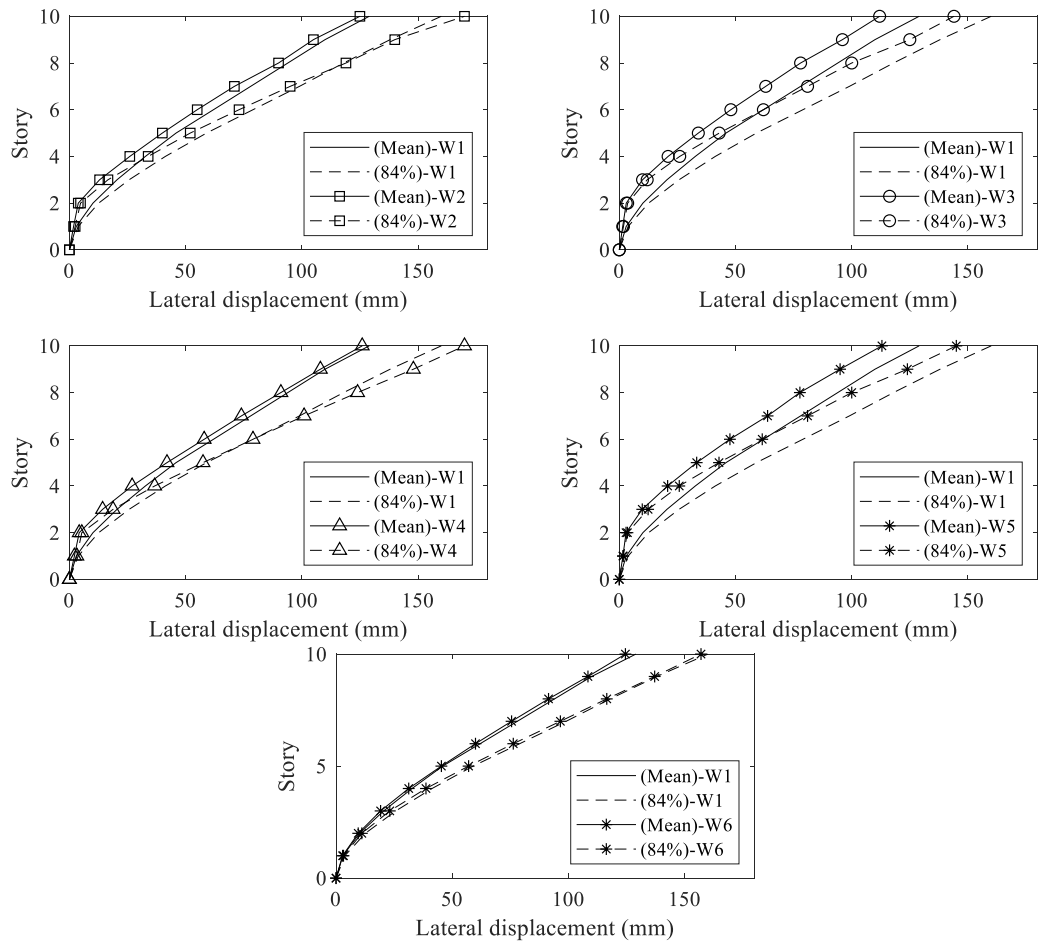 10
8
6
4
2
0
Story
(Mean)-W1
(84%)-W1
(Mean)-W2
(84%)-W2
0 50 100 150
Lateral displacement (mm)
10
8
6
4
2
0
Story
(Mean)-W1
(84%)-W1
(Mean)-W3
(84%)-W3
0 50 100 150
Lateral displacement (mm)
10
8
6
4
2
0
Story
(Mean)-W1
(84%)-W1
(Mean)-W4
(84%)-W4
0 50 100 150
Lateral displacement (mm)
10
8
6
4
2
0
Story
(Mean)-W1
(84%)-W1
(Mean)-W5
(84%)-W5
0 50 100 150
Lateral displacement (mm)
10
5
0
Story
(Mean)-W1
(84%)-W1
(Mean)-W6
(84%)-W6
0 50 100 150
Lateral displacement (mm)